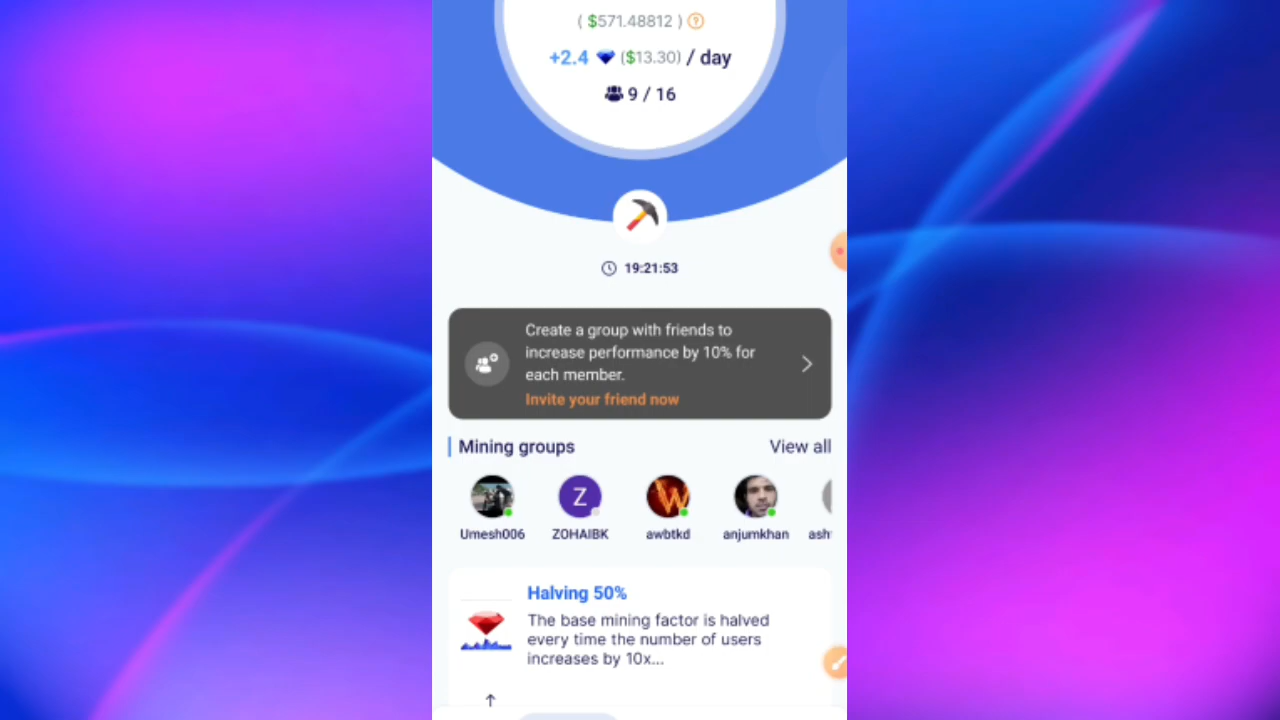 ( $571.48812 ) ?
+2.4 ($13.30) / day
9 / 16
19:21:53
Create a group with friends to
increase performance by 10% for
each member.
Invite your friend now
Mining groups View all
Z W
Umesh006 ZOHAIBK awbtkd anjumkhan ash
Halving 50%
The base mining factor is halved
every time the number of users
increases by 10x...